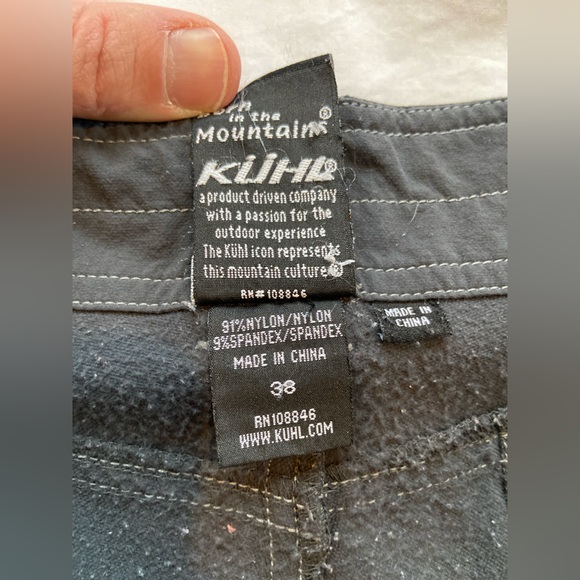 in the
Mountains®
KÜHL®
a product driven company
with a passion for the
outdoor experience
The Kühl icon represents
this mountain culture®
RN#108846
91%NYLON/NYLON
9%SPANDEX/SPANDEX
MADE IN CHINA
38
RN108846
WWW.KUHL.COM
MADE IN
CHINA